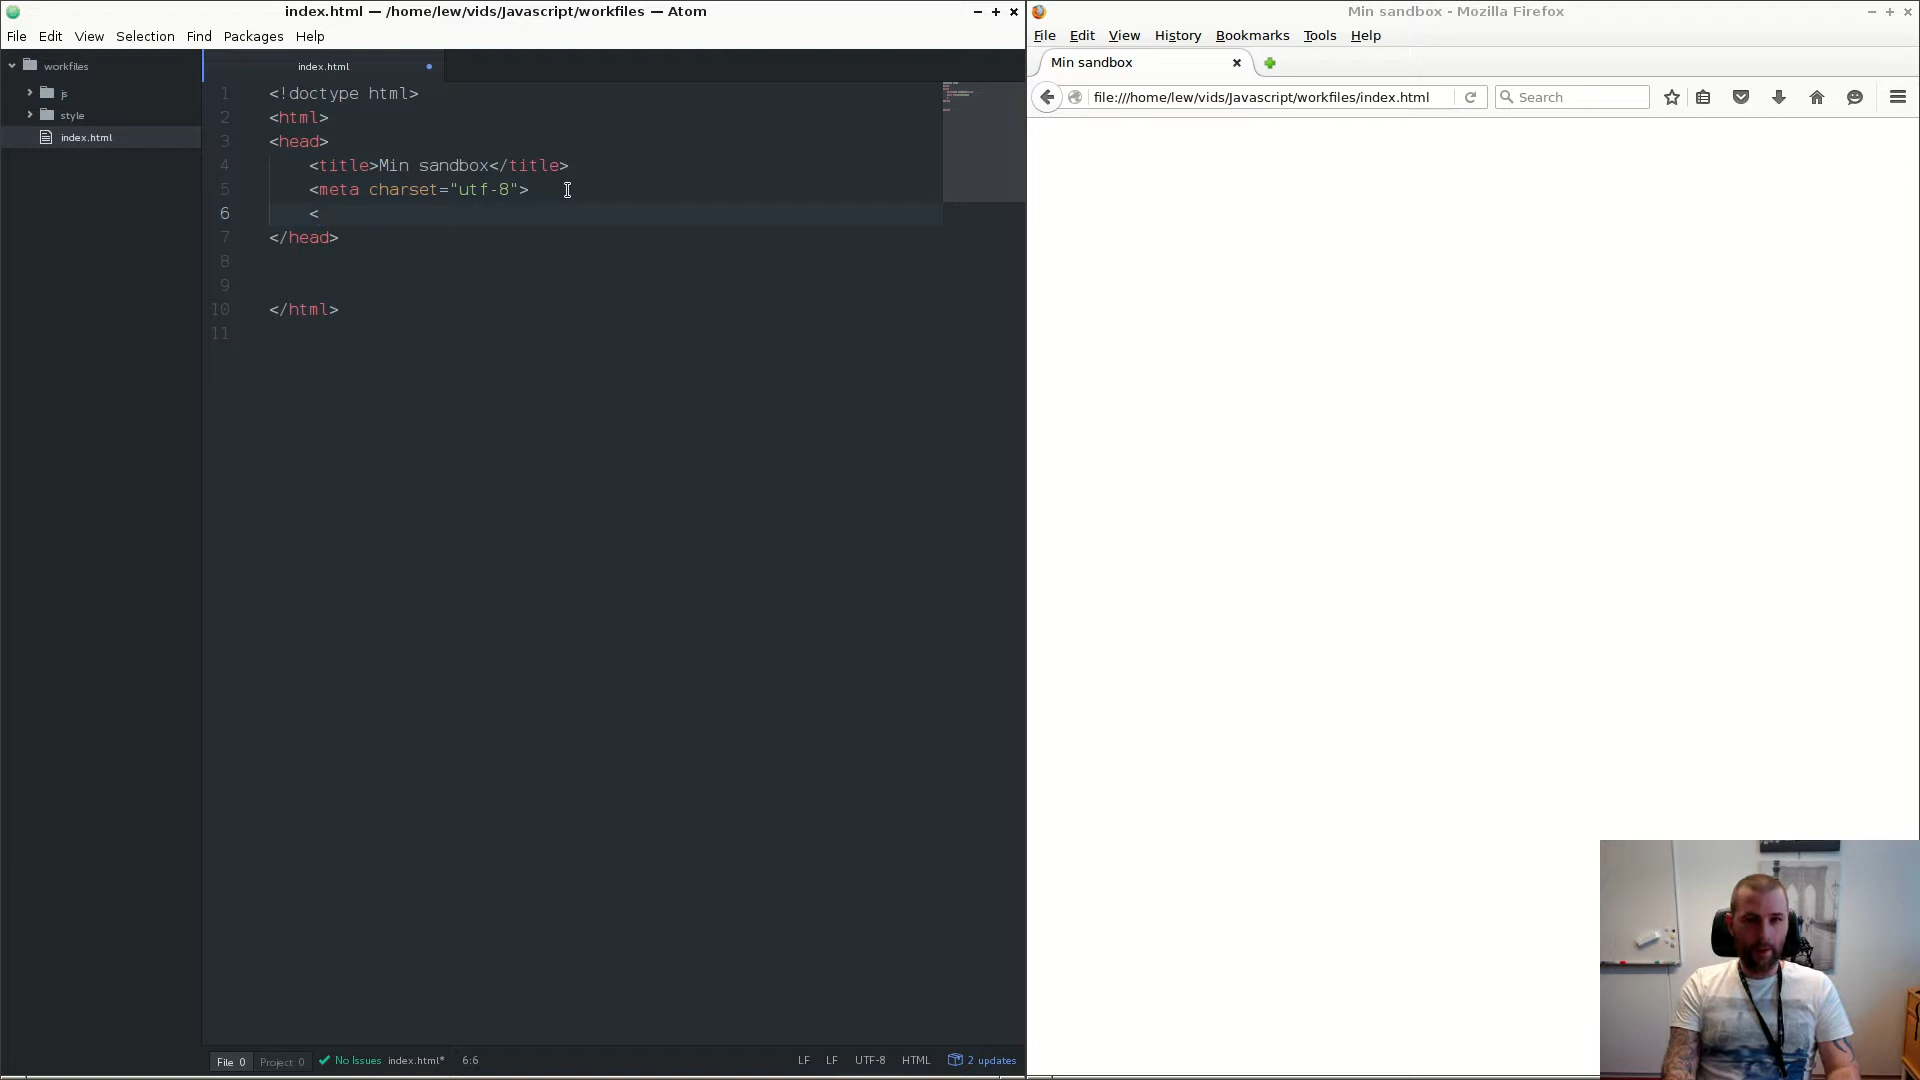 index.html — /home/lew/vids/Javascript/workfiles — Atom
File Edit View Selection Find Packages Help
workfiles
js
style
index.html
index.html
1 <!doctype html>
2 <html>
3 <head>
4 <title>Min sandbox</title>
5 <meta charset="utf-8">
6 <
7 </head>
8
9
10 </html>
11
File 0 Project 0 No Issues index.html* 6:6 LF LF UTF-8 HTML 2 updates
Min sandbox - Mozilla Firefox
File Edit View History Bookmarks Tools Help
Min sandbox
file:///home/lew/vids/Javascript/workfiles/index.html Search